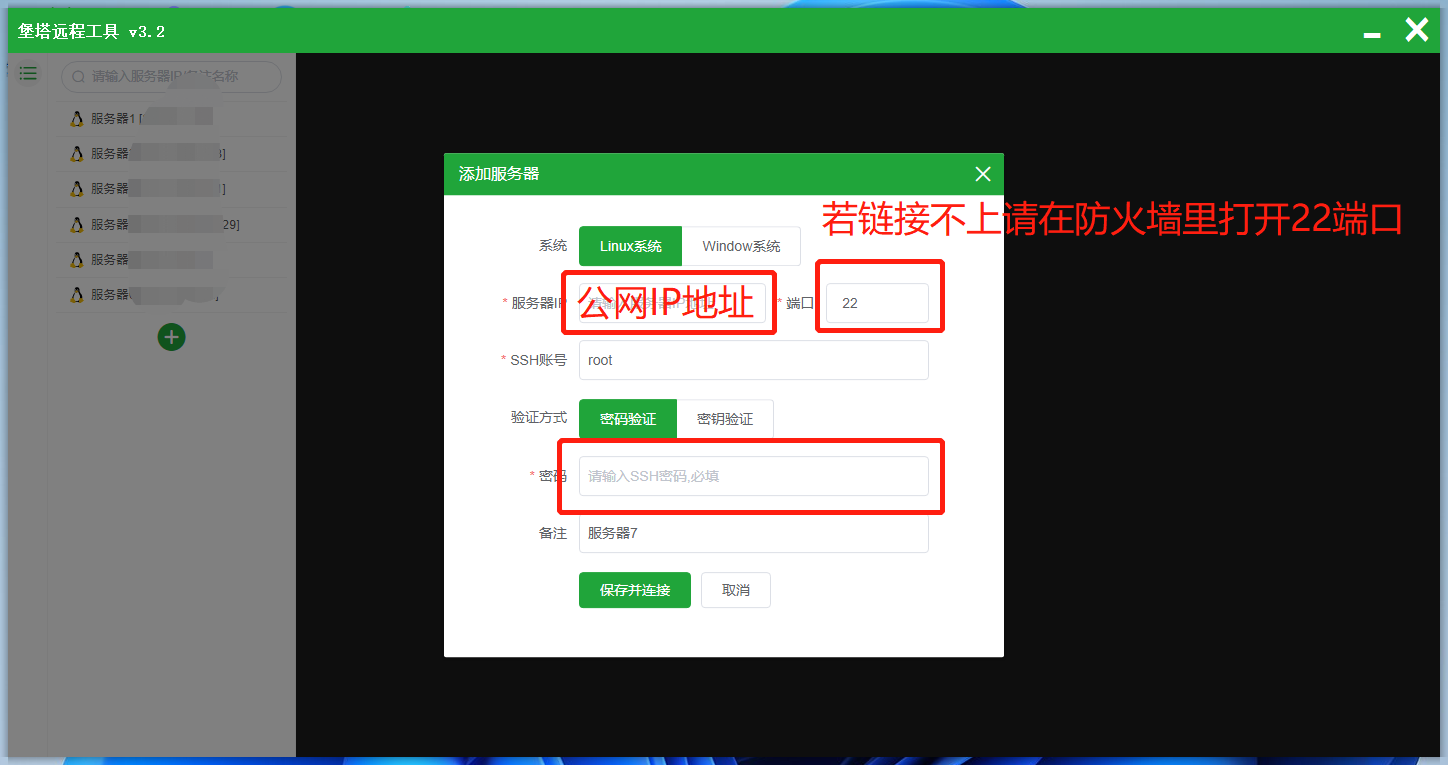 堡塔远程工具 v3.2
请输入服务器IP
名称
服务器1 [
服务器
3]
服务器
]
服务器
29]
服务器
服务器
]
添加服务器
若链接不上请在防火墙里打开22端口
系统
Linux系统
Window系统
* 服务器IP
公网IP地址
* 端口
22
* SSH账号
root
验证方式
密码验证
密钥验证
* 密码
请输入SSH密码,必填
备注
服务器7
保存并连接
取消